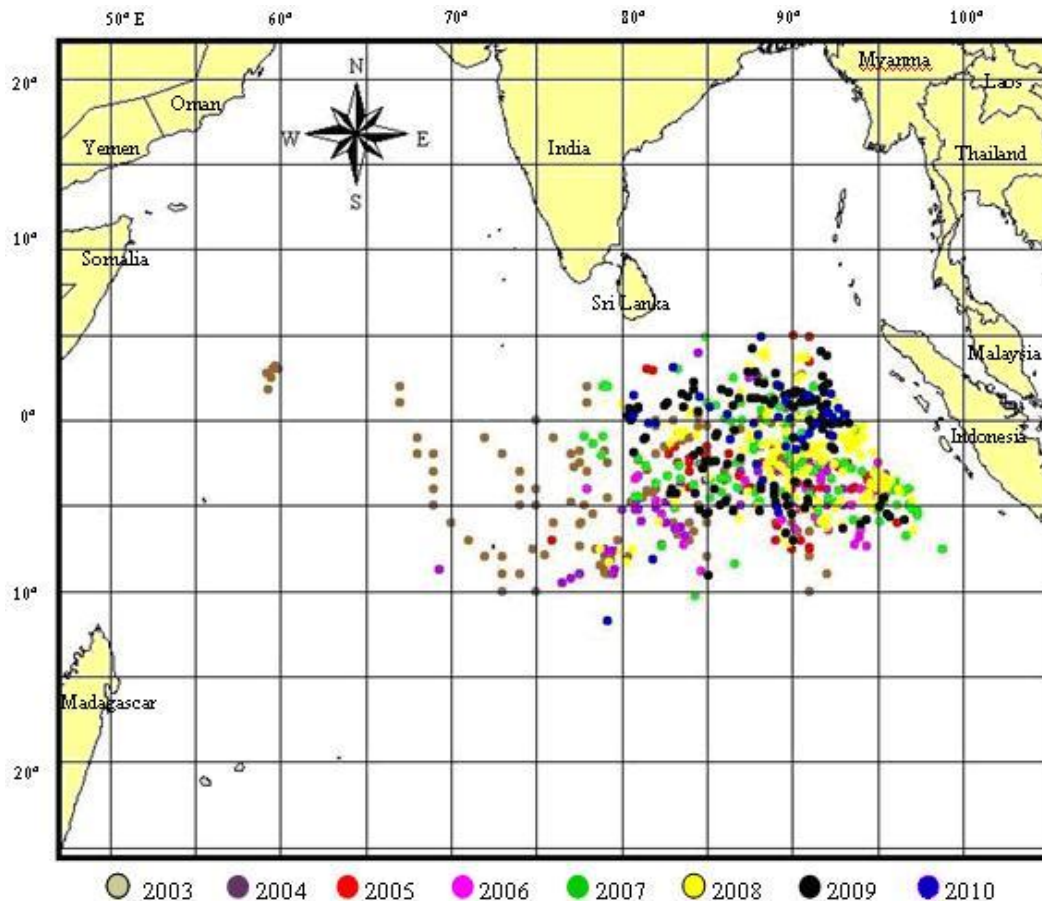 50° E 60° 70° 80° 90° 100°
20°
Myanma
Laos
Oman
N
W E
S
Yemen
India
Thailand
10°
Somalia
Sri Lanka
Malaysia
0°
Indonesia
10°
Madagascar
20°
2003 2004 2005 2006 2007 2008 2009 2010